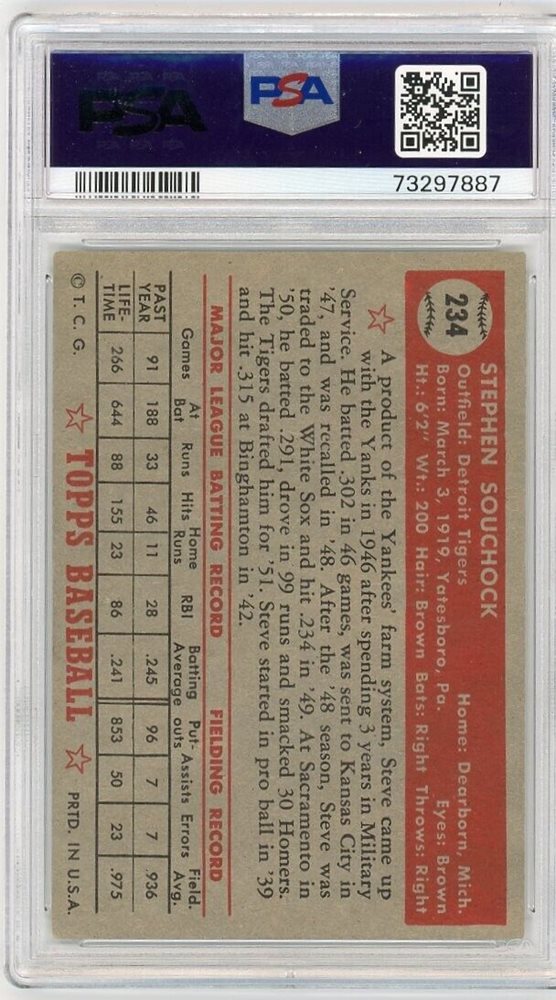 PSA
PSA
73297887
234
STEPHEN SOUCHOCK
Outfield: Detroit Tigers Home: Dearborn, Mich.
Born: March 3, 1919, Yatesboro, Pa. Eyes: Brown
Ht.: 6'2" Wt.: 200 Hair: Brown Bats: Right Throws: Right
A product of the Yankees' farm system, Steve came up
with the Yanks in 1946 after spending 3 years in Military
Service. He batted .302 in 46 games, was sent to Kansas City in
'47, and was recalled in '48. After the '48 season, Steve was
traded to the White Sox and hit .234 in '49. At Sacramento in
'50, he batted .291, drove in 99 runs and smacked 30 Homers.
The Tigers drafted him for '51. Steve started in pro ball in '39
and hit .315 at Binghamton in '42.
MAJOR LEAGUE BATTING RECORD FIELDING RECORD
Games At Bat Runs Hits Home Runs RBI Batting Average Put-outs Assists Errors Field. Avg.
PAST YEAR 91 188 33 46 11 28 .245 96 7 7 .936
LIFE-TIME 266 644 88 155 23 86 .241 853 50 23 .975
© T. C. G. TOPPS BASEBALL PRTD. IN U.S.A.